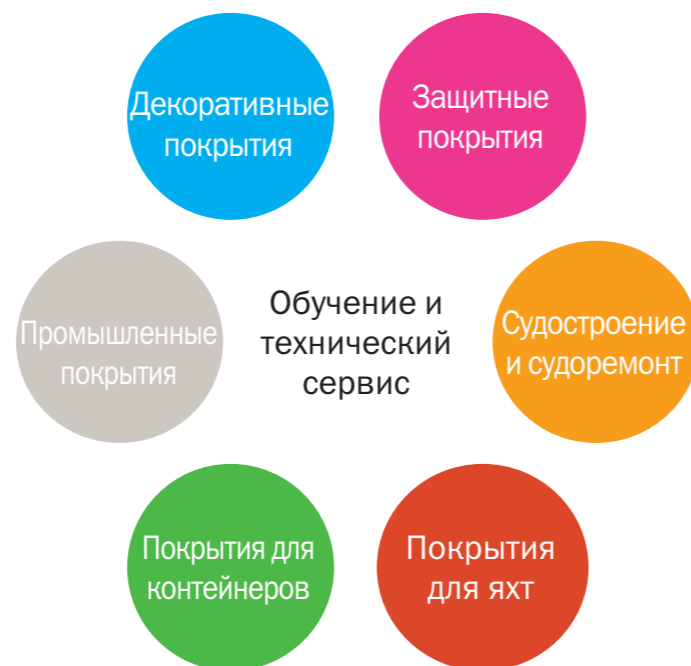 Декоративные
покрытия
Защитные
покрытия
Промышленные
покрытия
Обучение и
технический
сервис
Судостроение
и судоремонт
Покрытия для
контейнеров
Покрытия
для яхт